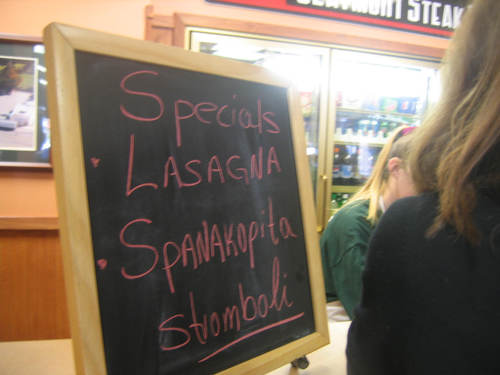 STEAK
Specials
• LASAGNA
• SPANAKOpita
stromboli